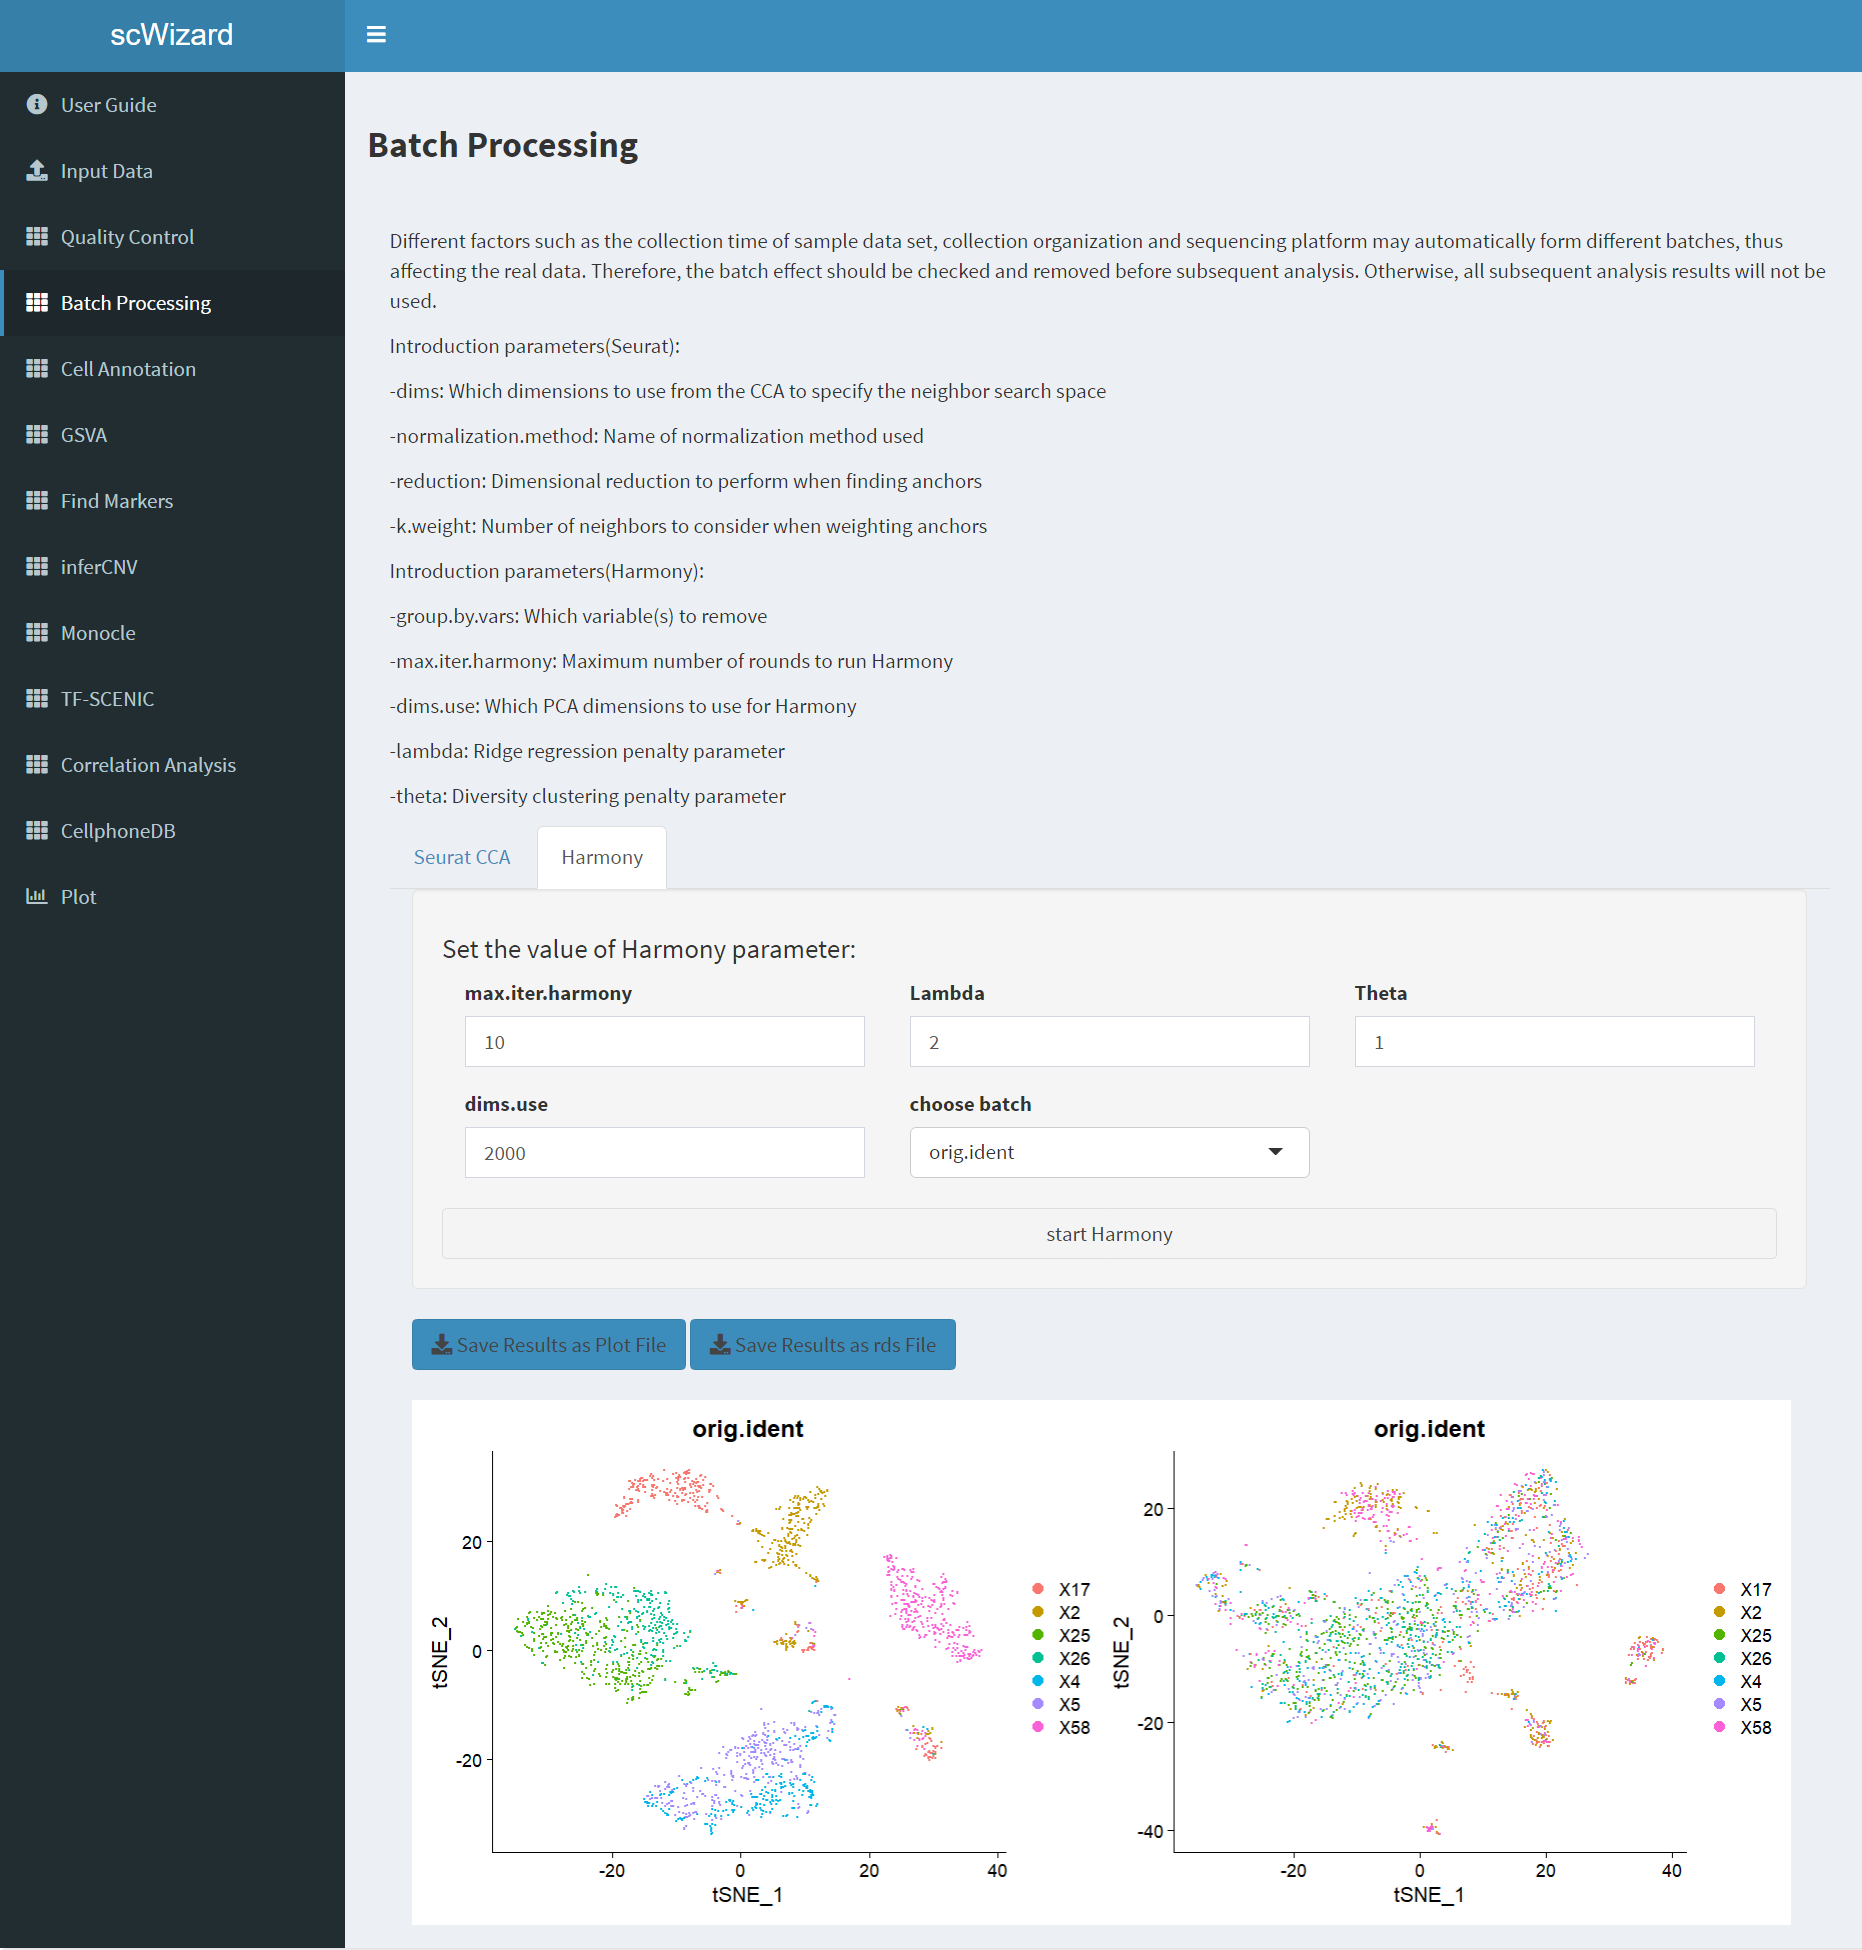 scWizard
User Guide
Input Data
Quality Control
Batch Processing
Cell Annotation
GSVA
Find Markers
inferCNV
Monocle
TF-SCENIC
Correlation Analysis
CellphoneDB
Plot
Batch Processing
Different factors such as the collection time of sample data set, collection organization and sequencing platform may automatically form different batches, thus
affecting the real data. Therefore, the batch effect should be checked and removed before subsequent analysis. Otherwise, all subsequent analysis results will not be
used.
Introduction parameters(Seurat):
-dims: Which dimensions to use from the CCA to specify the neighbor search space
-normalization.method: Name of normalization method used
-reduction: Dimensional reduction to perform when finding anchors
-k.weight: Number of neighbors to consider when weighting anchors
Introduction parameters(Harmony):
-group.by.vars: Which variable(s) to remove
-max.iter.harmony: Maximum number of rounds to run Harmony
-dims.use: Which PCA dimensions to use for Harmony
-lambda: Ridge regression penalty parameter
-theta: Diversity clustering penalty parameter
Seurat CCA Harmony
Set the value of Harmony parameter:
max.iter.harmony Lambda Theta
10 2 1
dims.use choose batch
2000 orig.ident
start Harmony
Save Results as Plot File Save Results as rds File
orig.ident
tSNE_2
20
0
-20
-20 0 20 40
tSNE_1
X17
X2
X25
X26
X4
X5
X58
orig.ident
tSNE_2
20
0
-20
-40
-20 0 20 40
tSNE_1
X17
X2
X25
X26
X4
X5
X58